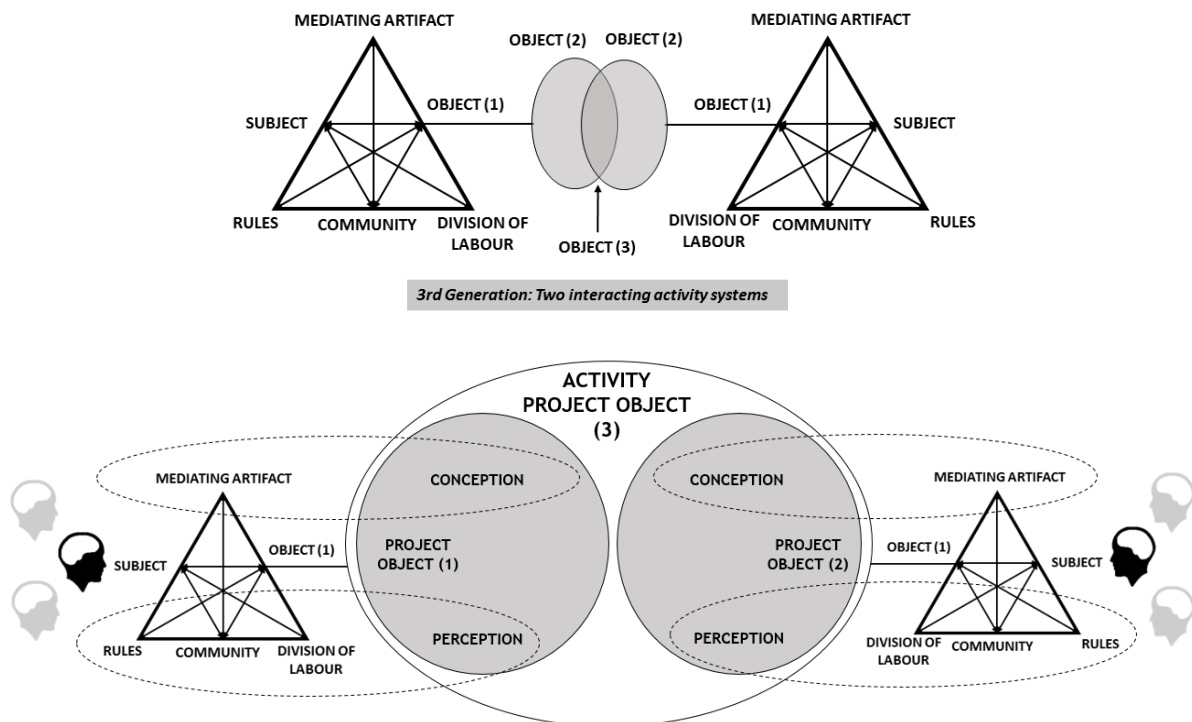 MEDIATING ARTIFACT
OBJECT (2)
OBJECT (2)
MEDIATING ARTIFACT
OBJECT (1)
OBJECT (1)
SUBJECT
SUBJECT
RULES
COMMUNITY
DIVISION OF
LABOUR
OBJECT (3)
DIVISION OF
LABOUR
COMMUNITY
RULES
3rd Generation: Two interacting activity systems
ACTIVITY
PROJECT OBJECT
(3)
MEDIATING ARTIFACT
CONCEPTION
CONCEPTION
MEDIATING ARTIFACT
SUBJECT
OBJECT (1)
PROJECT
OBJECT (1)
PROJECT
OBJECT (2)
OBJECT (1)
SUBJECT
RULES
COMMUNITY
DIVISION OF
LABOUR
PERCEPTION
PERCEPTION
DIVISION OF
LABOUR
COMMUNITY
RULES